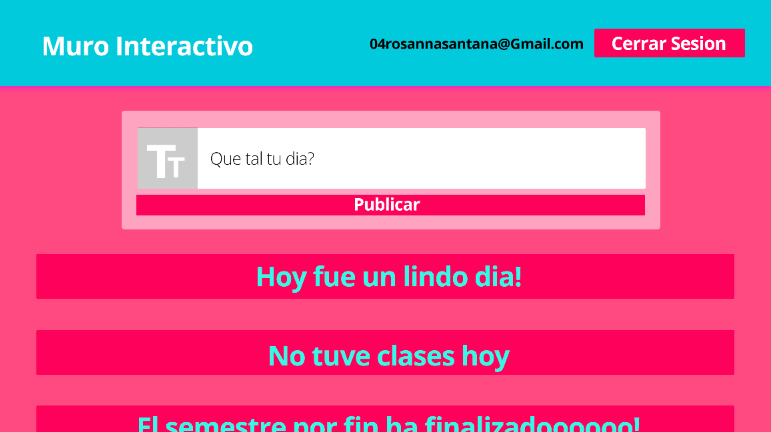 Muro Interactivo
04rosannasantana@Gmail.com
Cerrar Sesion
TT
Que tal tu dia?
Publicar
Hoy fue un lindo dia!
No tuve clases hoy
El semestre por fin ha finalizadoooooo!